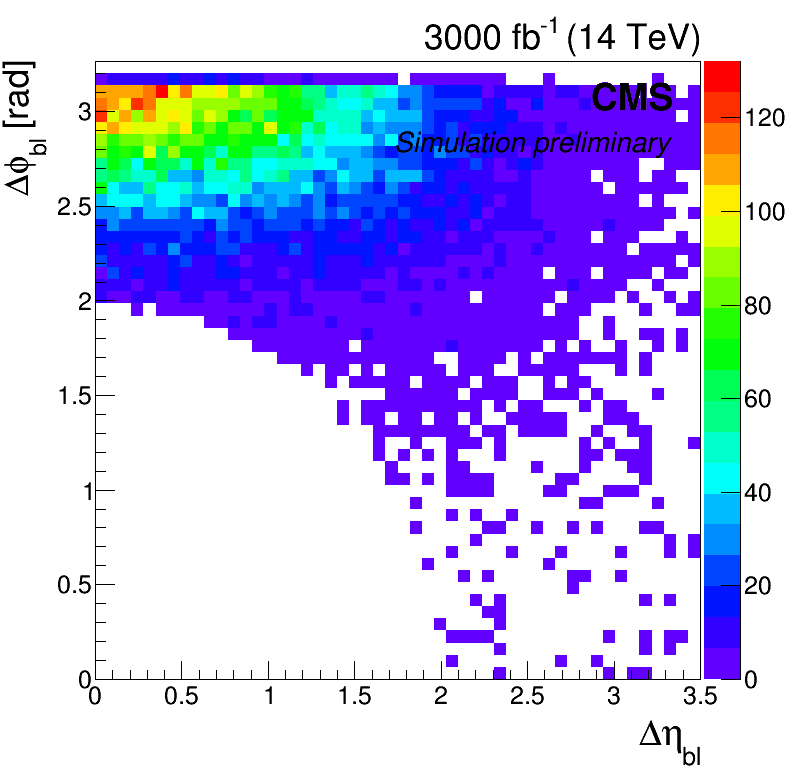 3000 fb-1 (14 TeV)
CMS
Simulation preliminary
Δϕbl [rad]
3
2.5
2
1.5
1
0.5
0
0 0.5 1 1.5 2 2.5 3 3.5
Δηbl
120
100
80
60
40
20
0